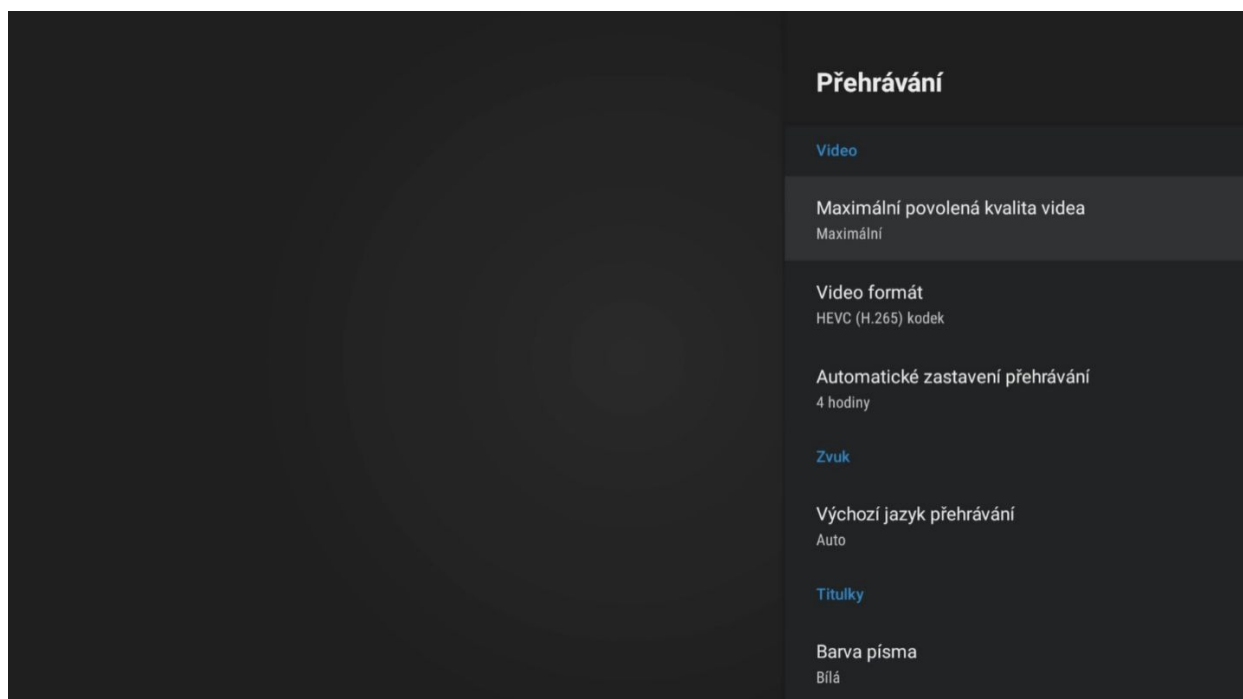 Přehrávání
Video
Maximální povolená kvalita videa
Maximální
Video formát
HEVC (H.265) kodek
Automatické zastavení přehrávání
4 hodiny
Zvuk
Výchozí jazyk přehrávání
Auto
Titulky
Barva písma
Bílá